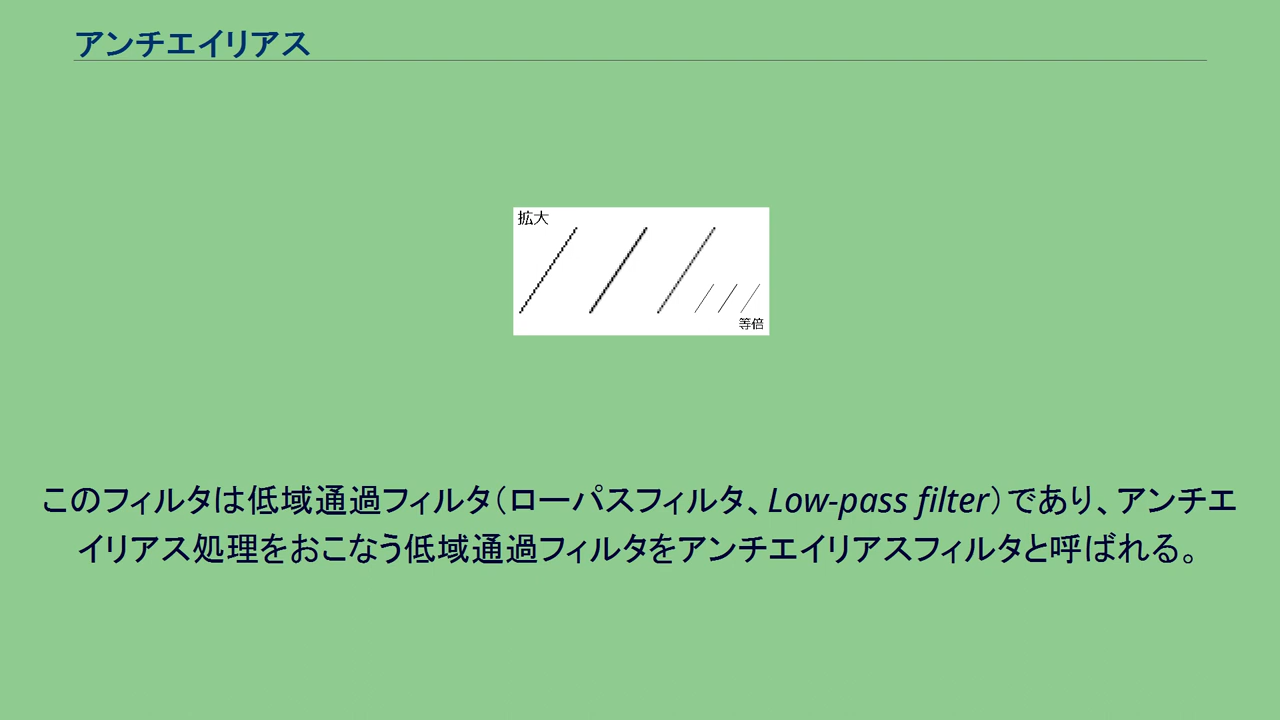 アンチエイリアス
拡大
等倍
このフィルタは低域通過フィルタ(ローパスフィルタ、Low-pass filter)であり、アンチエ
イリアス処理をおこなう低域通過フィルタをアンチエイリアスフィルタと呼ばれる。